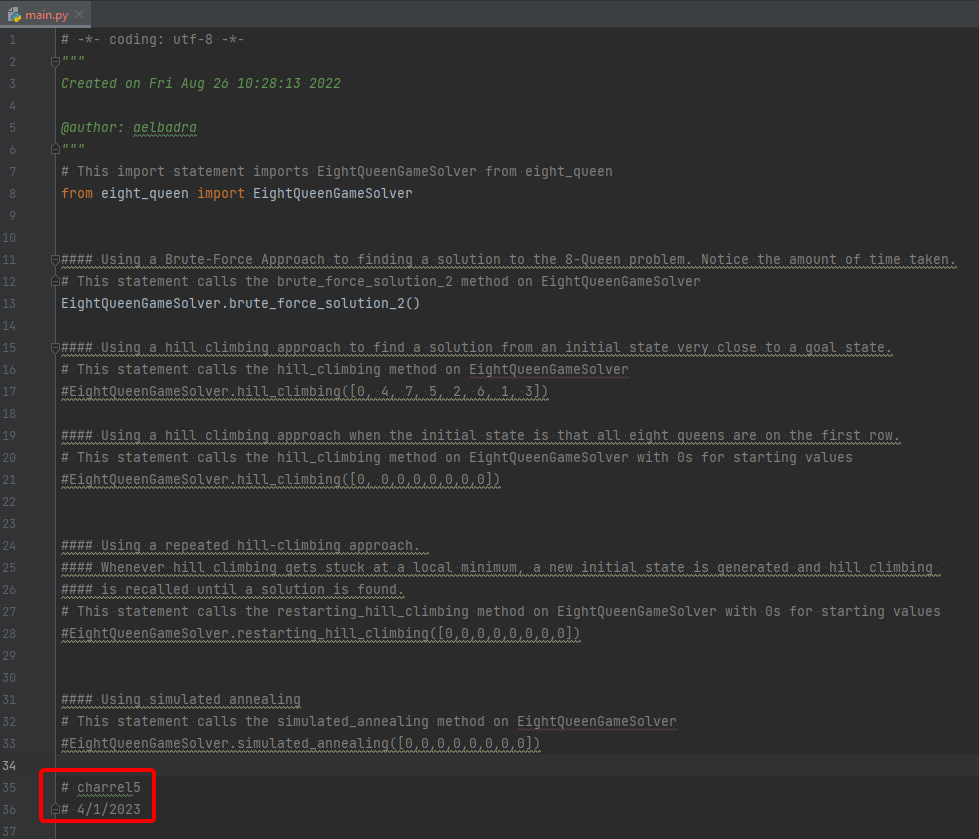 main.py
1 # -*- coding: utf-8 -*-
2 """
3 Created on Fri Aug 26 10:28:13 2022
4
5 @author: aelbadra
6 """
7 # This import statement imports EightQueenGameSolver from eight_queen
8 from eight_queen import EightQueenGameSolver
9
10
11 #### Using a Brute-Force Approach to finding a solution to the 8-Queen problem. Notice the amount of time taken.
12 # This statement calls the brute_force_solution_2 method on EightQueenGameSolver
13 EightQueenGameSolver.brute_force_solution_2()
14
15 #### Using a hill climbing approach to find a solution from an initial state very close to a goal state.
16 # This statement calls the hill_climbing method on EightQueenGameSolver
17 #EightQueenGameSolver.hill_climbing([0, 4, 7, 5, 2, 6, 1, 3])
18
19 #### Using a hill climbing approach when the initial state is that all eight queens are on the first row.
20 # This statement calls the hill_climbing method on EightQueenGameSolver with 0s for starting values
21 #EightQueenGameSolver.hill_climbing([0, 0,0,0,0,0,0,0])
22
23
24 #### Using a repeated hill-climbing approach.
25 #### Whenever hill climbing gets stuck at a local minimum, a new initial state is generated and hill climbing
26 #### is recalled until a solution is found.
27 # This statement calls the restarting_hill_climbing method on EightQueenGameSolver with 0s for starting values
28 #EightQueenGameSolver.restarting_hill_climbing([0,0,0,0,0,0,0,0])
29
30
31 #### Using simulated annealing
32 # This statement calls the simulated_annealing method on EightQueenGameSolver
33 #EightQueenGameSolver.simulated_annealing([0,0,0,0,0,0,0,0])
34
35 # charrel5
36 # 4/1/2023
37